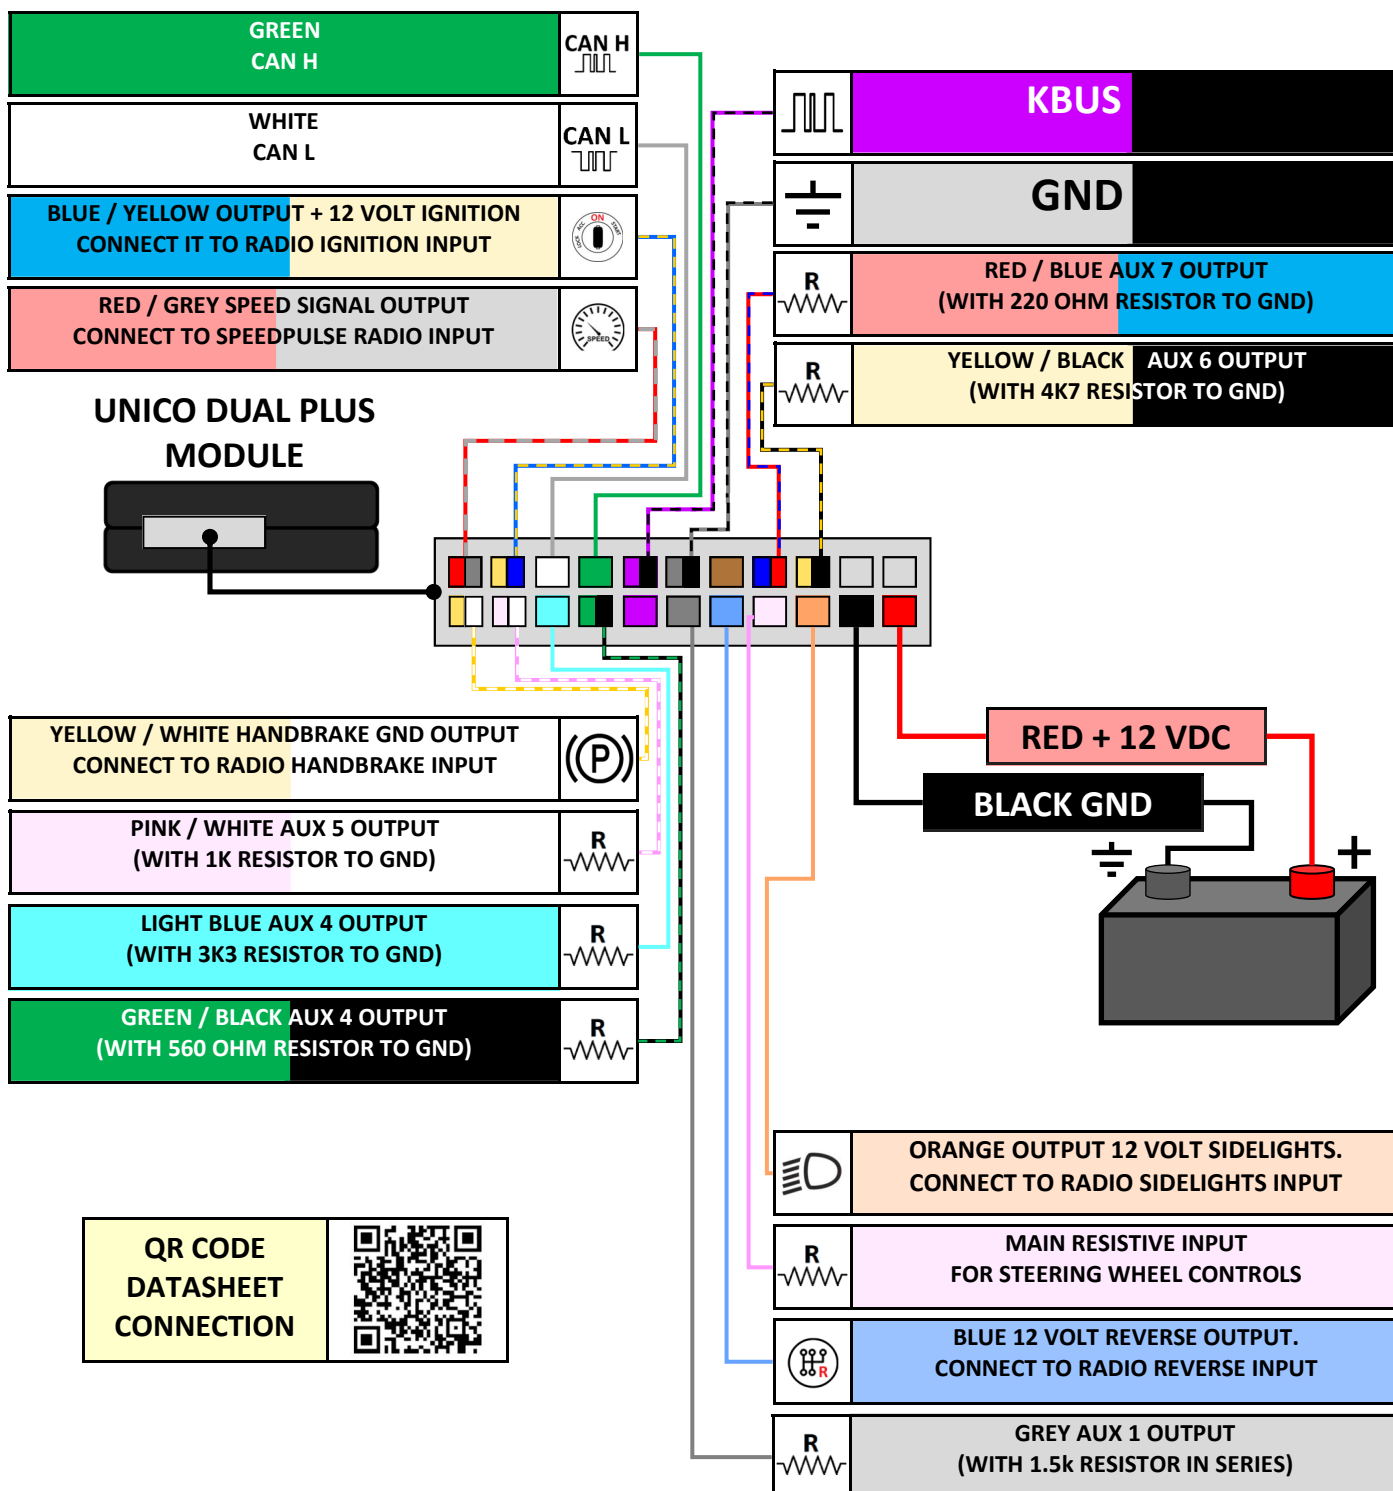 GREEN
CAN H
CAN H
WHITE
CAN L
CAN L
BLUE / YELLOW OUTPUT + 12 VOLT IGNITION
CONNECT IT TO RADIO IGNITION INPUT
LOCK ACC ON START
RED / GREY SPEED SIGNAL OUTPUT
CONNECT TO SPEEDPULSE RADIO INPUT
SPEED
KBUS
GND
R
RED / BLUE AUX 7 OUTPUT
(WITH 220 OHM RESISTOR TO GND)
R
YELLOW / BLACK AUX 6 OUTPUT
(WITH 4K7 RESISTOR TO GND)
UNICO DUAL PLUS
MODULE
YELLOW / WHITE HANDBRAKE GND OUTPUT
CONNECT TO RADIO HANDBRAKE INPUT
P
PINK / WHITE AUX 5 OUTPUT
(WITH 1K RESISTOR TO GND)
R
LIGHT BLUE AUX 4 OUTPUT
(WITH 3K3 RESISTOR TO GND)
R
GREEN / BLACK AUX 4 OUTPUT
(WITH 560 OHM RESISTOR TO GND)
R
RED + 12 VDC
BLACK GND
+
ORANGE OUTPUT 12 VOLT SIDELIGHTS.
CONNECT TO RADIO SIDELIGHTS INPUT
R
MAIN RESISTIVE INPUT
FOR STEERING WHEEL CONTROLS
R
BLUE 12 VOLT REVERSE OUTPUT.
CONNECT TO RADIO REVERSE INPUT
R
GREY AUX 1 OUTPUT
(WITH 1.5k RESISTOR IN SERIES)
QR CODE
DATASHEET
CONNECTION